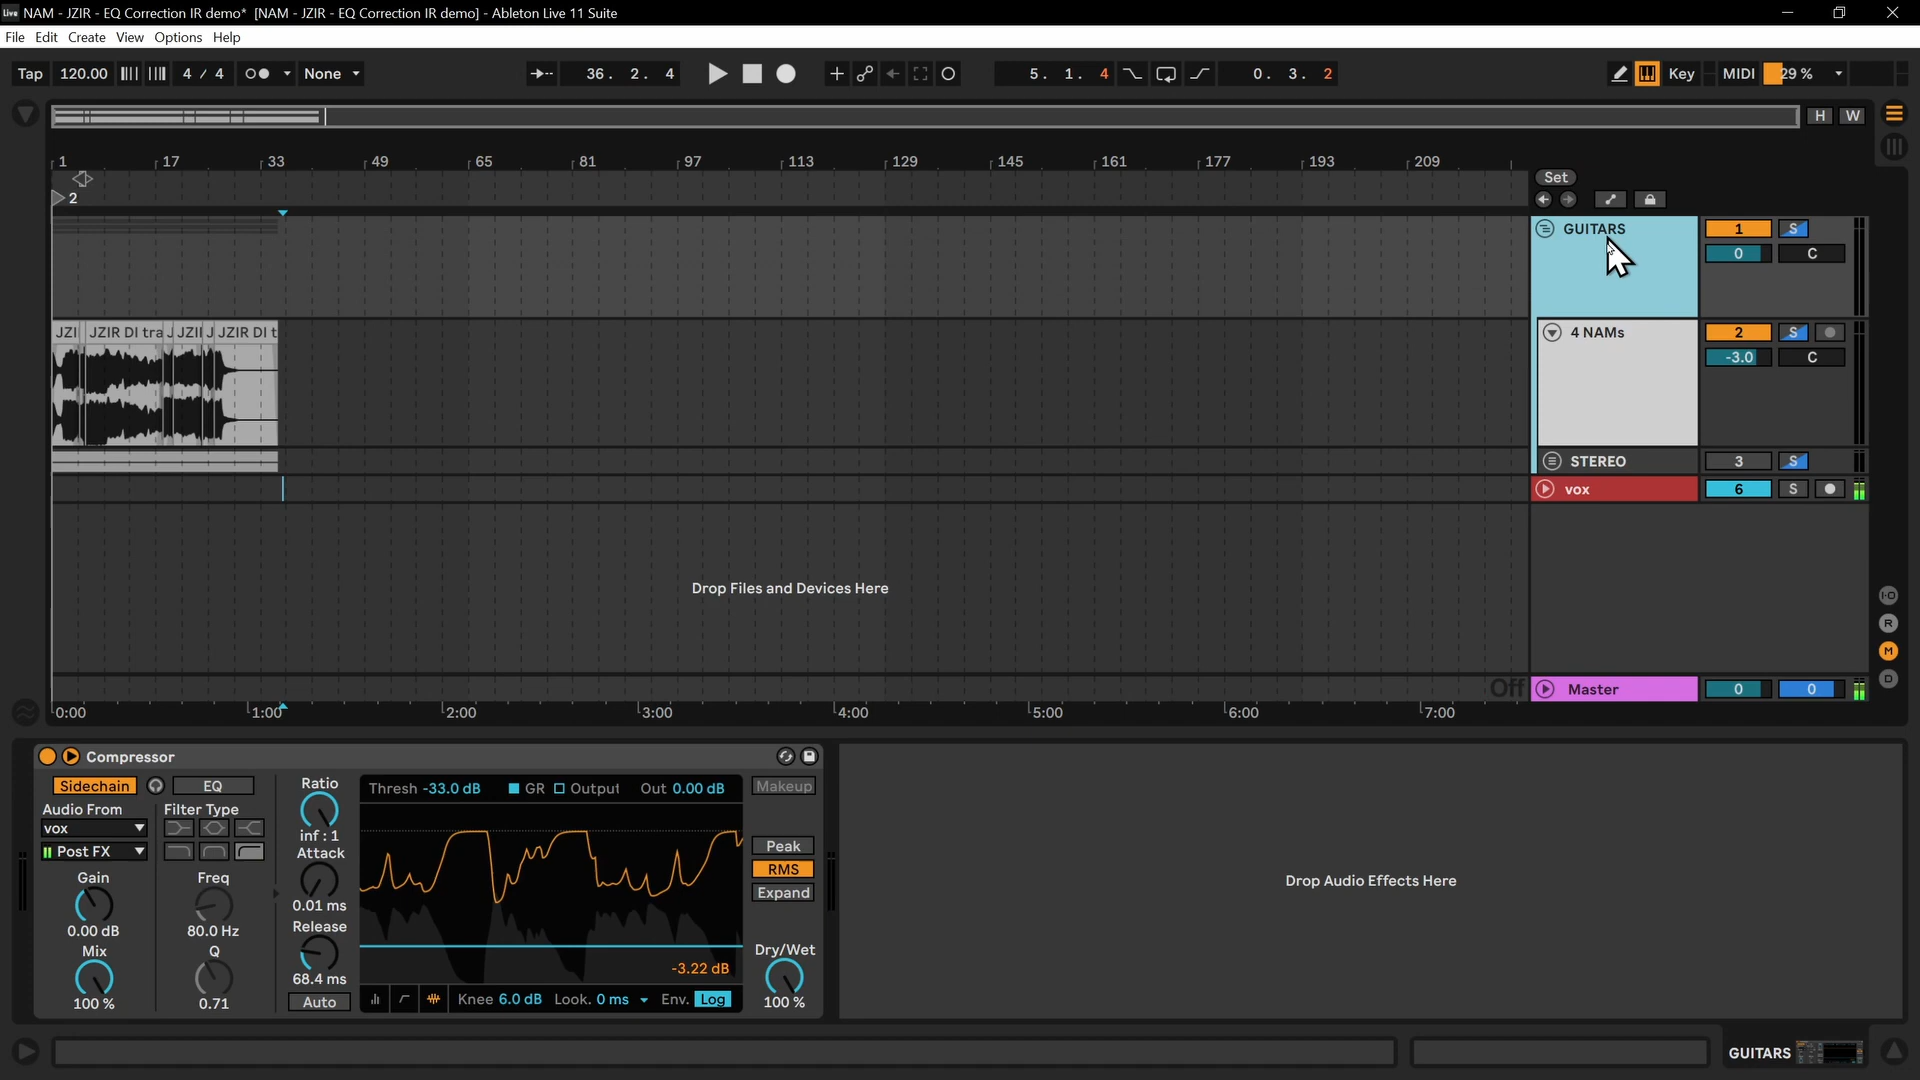 NAM - JZIR - EQ Correction IR demo* [NAM - JZIR - EQ Correction IR demo] - Ableton Live 11 Suite
File Edit Create View Options Help
Tap 120.00 4 / 4 None 36. 2. 4 5. 1. 4 0. 3. 2 Key MIDI 29 %
H W
1 17 33 49 65 81 97 113 129 145 161 177 193 209
Set
2
GUITARS 1 S
0 C
JZI JZIR DI tra J JZII J JZIR DI t 4 NAMs 2 S
-3.0 C
STEREO 3 S
vox 6 S
Drop Files and Devices Here
I·O
R
M
D
Off Master 0 0
0:00 1:00 2:00 3:00 4:00 5:00 6:00 7:00
Compressor
Sidechain EQ Ratio Thresh -33.0 dB GR Output Out 0.00 dB Makeup
Audio From Filter Type
vox inf : 1
Post FX Attack Peak
RMS
Gain Freq Expand
0.01 ms
0.00 dB 80.0 Hz Release
Mix Q Dry/Wet
-3.22 dB
68.4 ms
100 % 0.71 Auto Knee 6.0 dB Look. 0 ms Env. Log 100 %
Drop Audio Effects Here
GUITARS